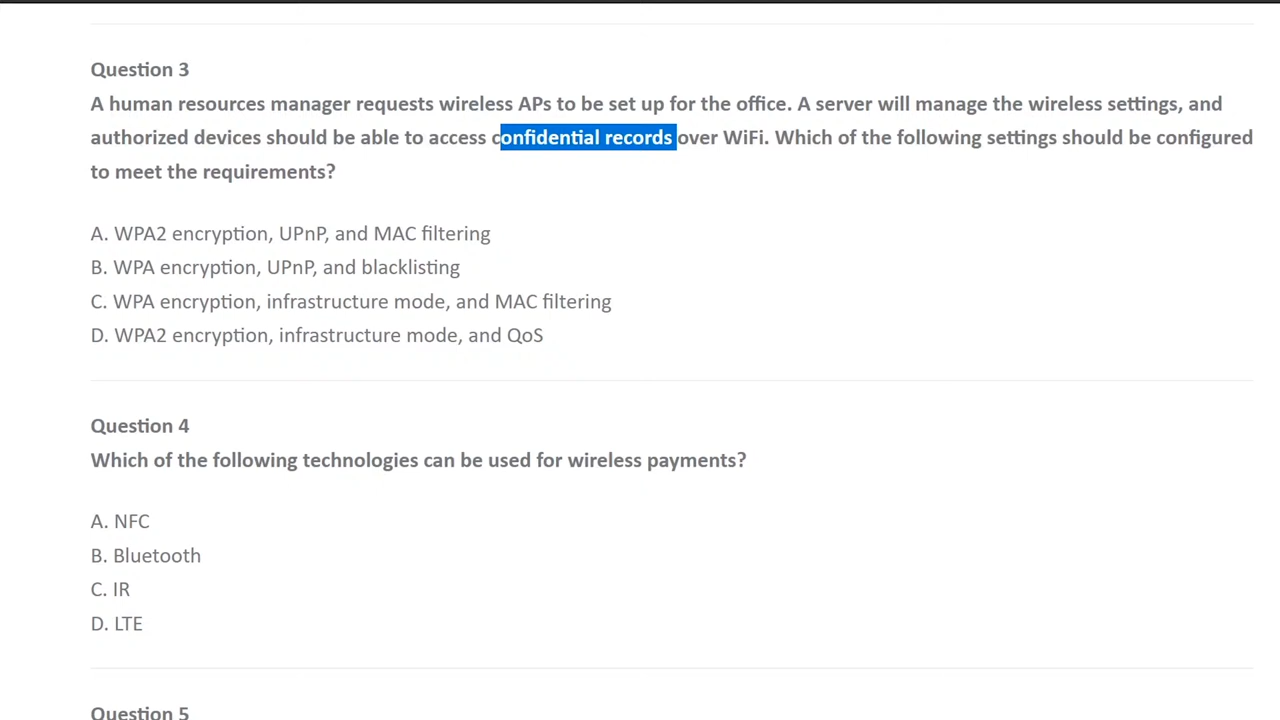 Question 3
A human resources manager requests wireless APs to be set up for the office. A server will manage the wireless settings, and
authorized devices should be able to access confidential records over WiFi. Which of the following settings should be configured
to meet the requirements?
A. WPA2 encryption, UPnP, and MAC filtering
B. WPA encryption, UPnP, and blacklisting
C. WPA encryption, infrastructure mode, and MAC filtering
D. WPA2 encryption, infrastructure mode, and QoS
Question 4
Which of the following technologies can be used for wireless payments?
A. NFC
B. Bluetooth
C. IR
D. LTE
Question 5